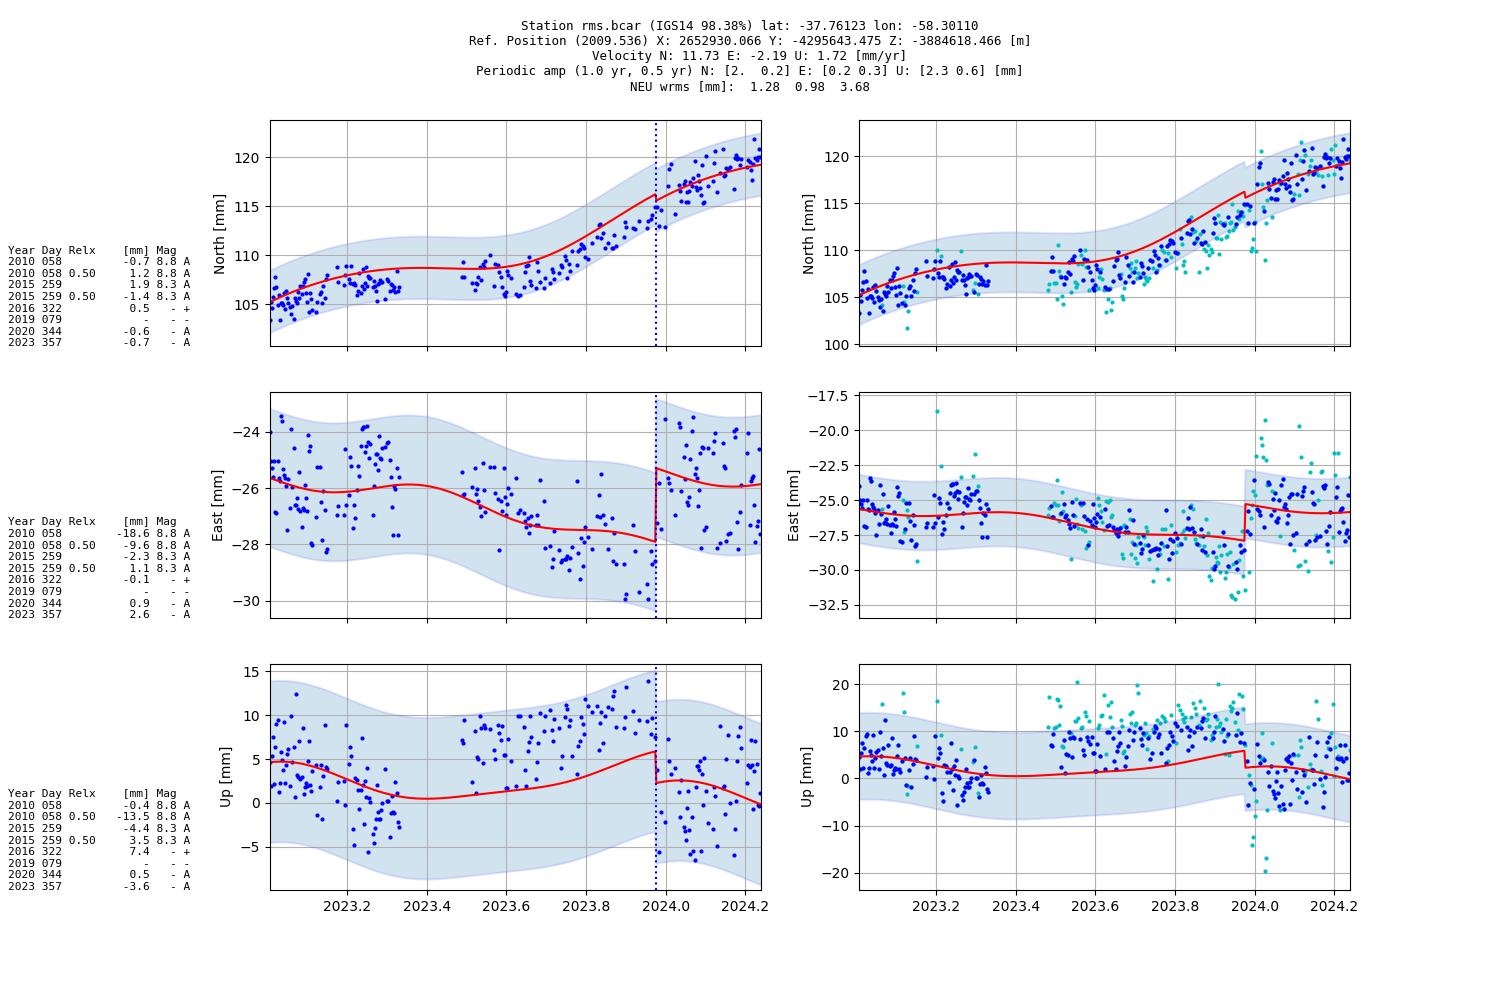 Station rms.bcar (IGS14 98.38%) lat: -37.76123 lon: -58.30110
Ref. Position (2009.536) X: 2652930.066 Y: -4295643.475 Z: -3884618.466 [m]
Velocity N: 11.73 E: -2.19 U: 1.72 [mm/yr]
Periodic amp (1.0 yr, 0.5 yr) N: [2.  0.2] E: [0.2 0.3] U: [2.3 0.6] [mm]
NEU wrms [mm]:  1.28  0.98  3.68
Year Day Relx    [mm] Mag
2010 058         -0.7 8.8 A
2010 058 0.50     1.2 8.8 A
2015 259          1.9 8.3 A
2015 259 0.50    -1.4 8.3 A
2016 322          0.5   - +
2019 079            -   - -
2020 344         -0.6   - A
2023 357         -0.7   - A
North [mm]
120
115
110
105
North [mm]
120
115
110
105
100
Year Day Relx    [mm] Mag
2010 058        -18.6 8.8 A
2010 058 0.50    -9.6 8.8 A
2015 259         -2.3 8.3 A
2015 259 0.50     1.1 8.3 A
2016 322         -0.1   - +
2019 079            -   - -
2020 344          0.9   - A
2023 357          2.6   - A
East [mm]
−24
−26
−28
−30
East [mm]
−17.5
−20.0
−22.5
−25.0
−27.5
−30.0
−32.5
Year Day Relx    [mm] Mag
2010 058         -0.4 8.8 A
2010 058 0.50   -13.5 8.8 A
2015 259         -4.4 8.3 A
2015 259 0.50     3.5 8.3 A
2016 322          7.4   - +
2019 079            -   - -
2020 344          0.5   - A
2023 357         -3.6   - A
Up [mm]
15
10
5
0
−5
2023.2 2023.4 2023.6 2023.8 2024.0 2024.2
Up [mm]
20
10
0
−10
−20
2023.2 2023.4 2023.6 2023.8 2024.0 2024.2